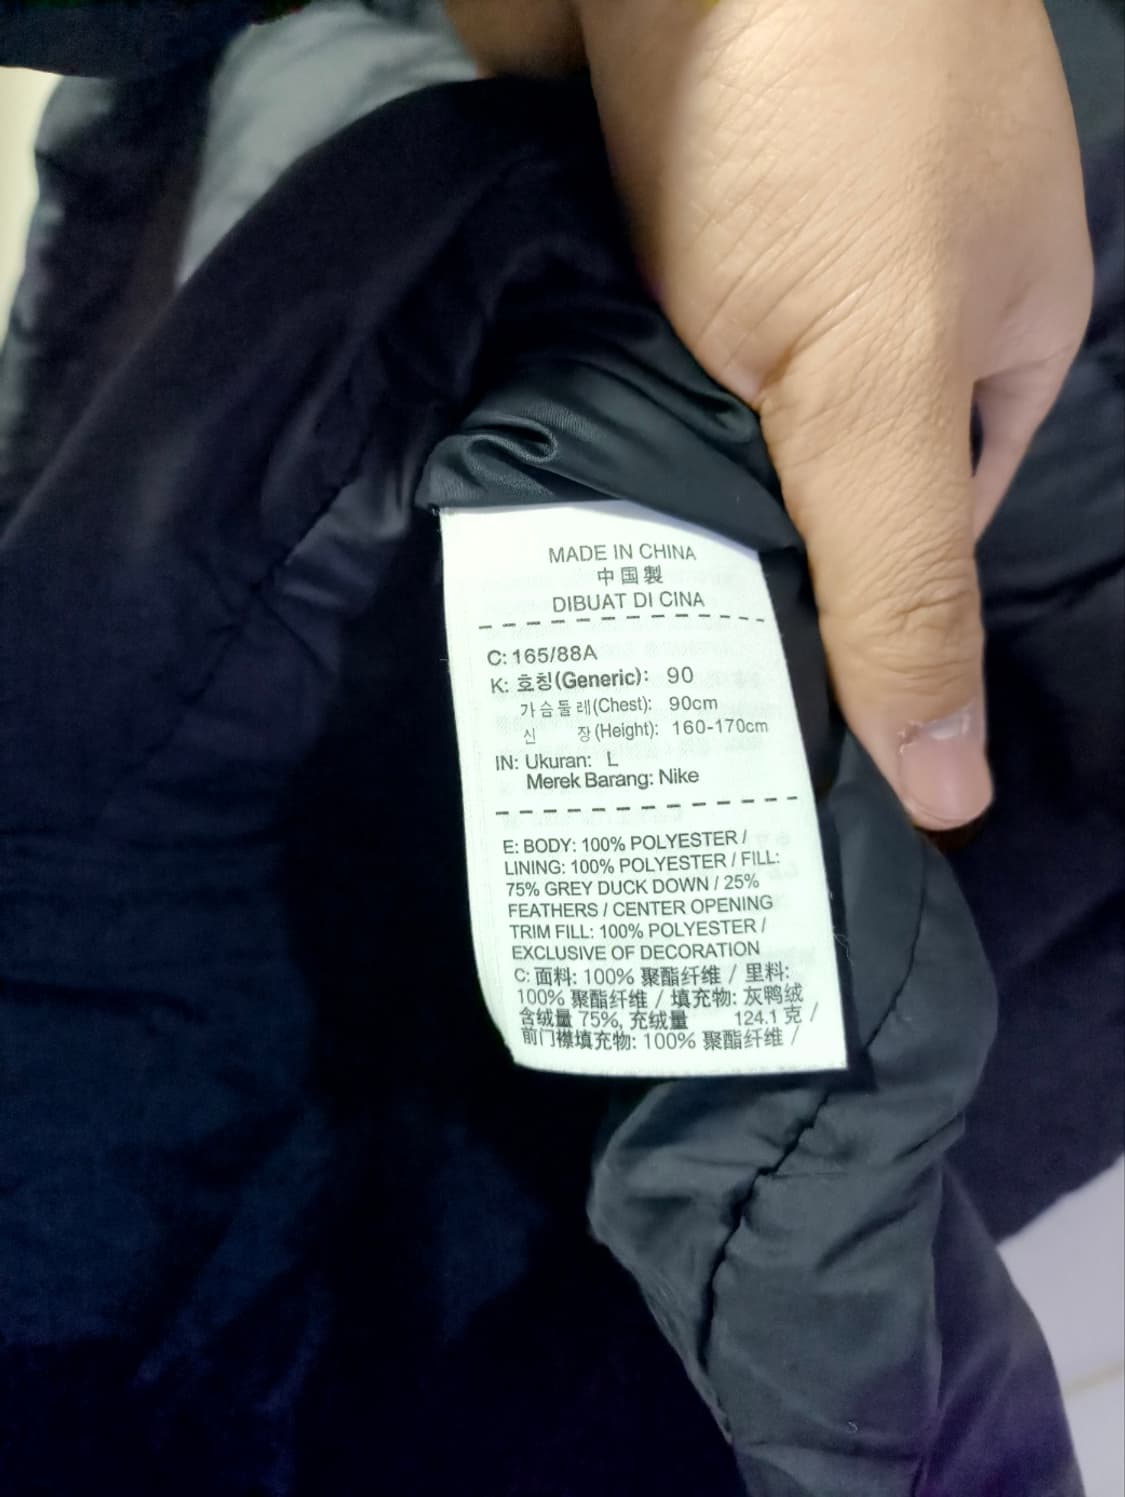 MADE IN CHINA
中国製
DIBUAT DI CINA
C: 165/88A
K: 호칭(Generic): 90
가슴둘레(Chest): 90cm
신 장(Height): 160-170cm
IN: Ukuran: L
Merek Barang: Nike
E: BODY: 100% POLYESTER /
LINING: 100% POLYESTER / FILL:
75% GREY DUCK DOWN / 25%
FEATHERS / CENTER OPENING
TRIM FILL: 100% POLYESTER /
EXCLUSIVE OF DECORATION
C: 面料: 100% 聚酯纤维 / 里料:
100% 聚酯纤维 / 填充物: 灰鸭绒
含绒量 75%, 充绒量 124.1 克 /
前门襟填充物: 100% 聚酯纤维 /